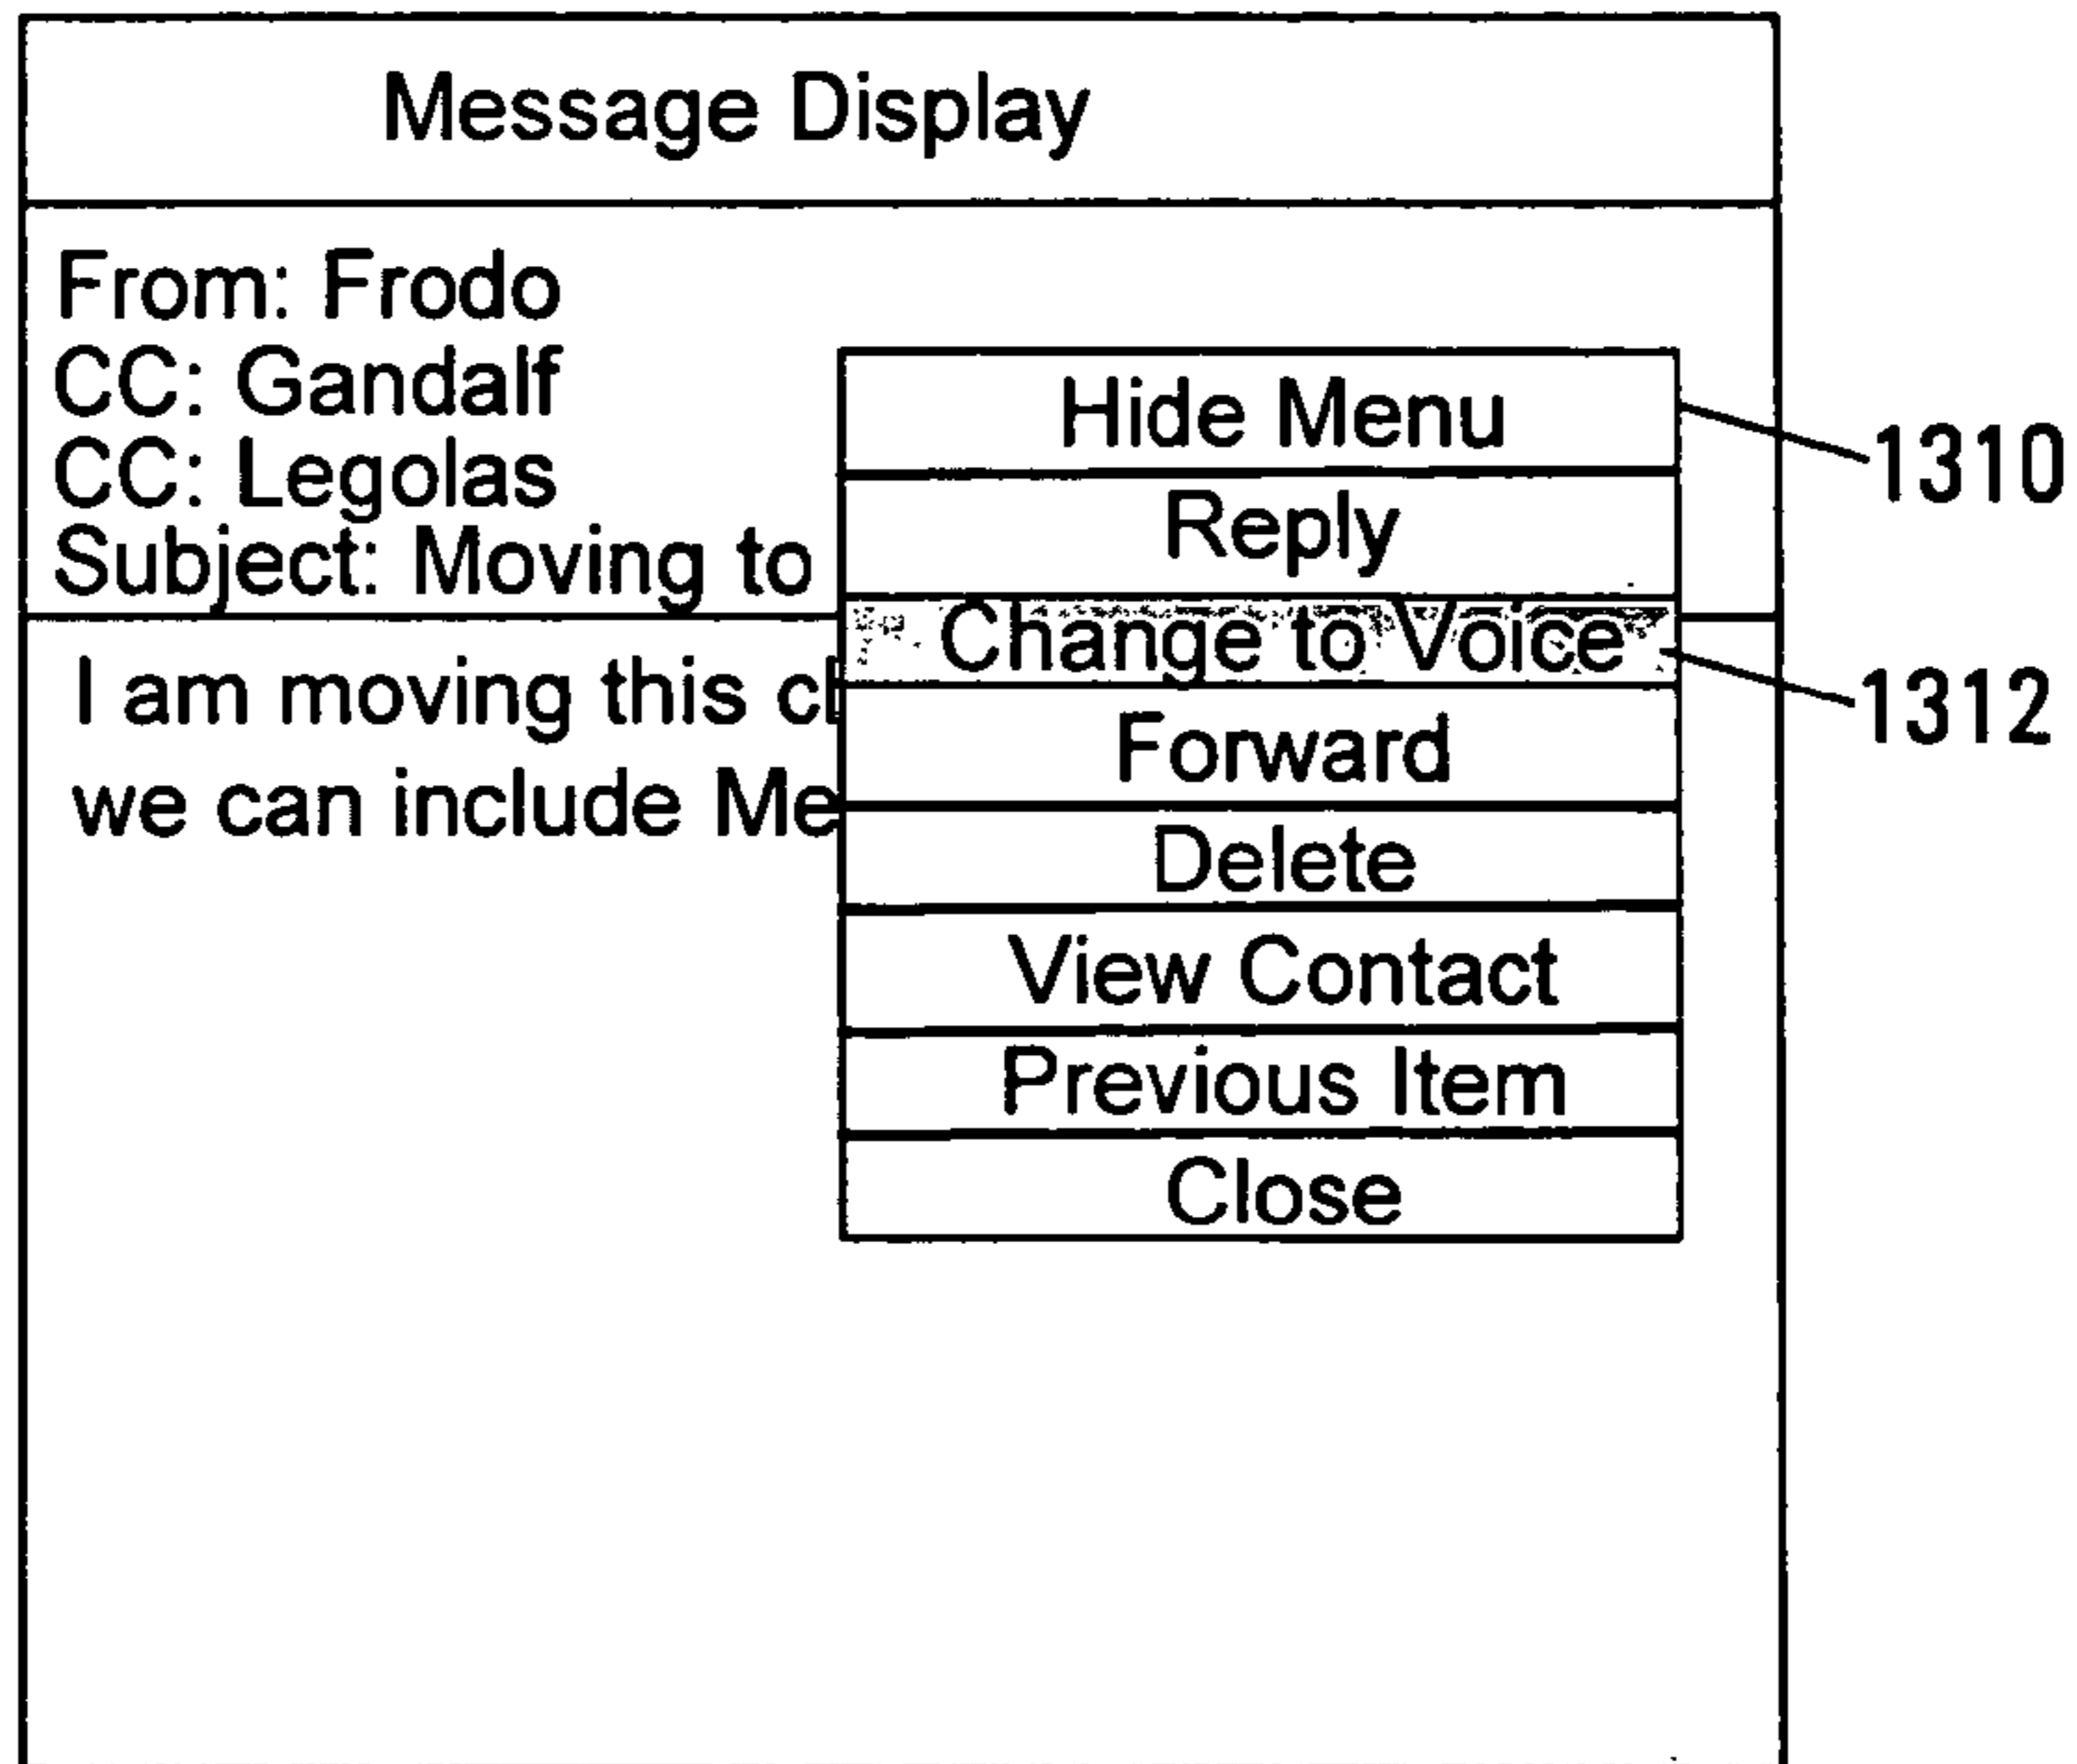 Message Display
From: Frodo
CC: Gandalf
CC: Legolas
Subject: Moving to
I am moving this
we can include Me
Hide Menu
1310
Reply
Change to Voice
1312
Forward
Delete
View Contact
Previous Item
Close